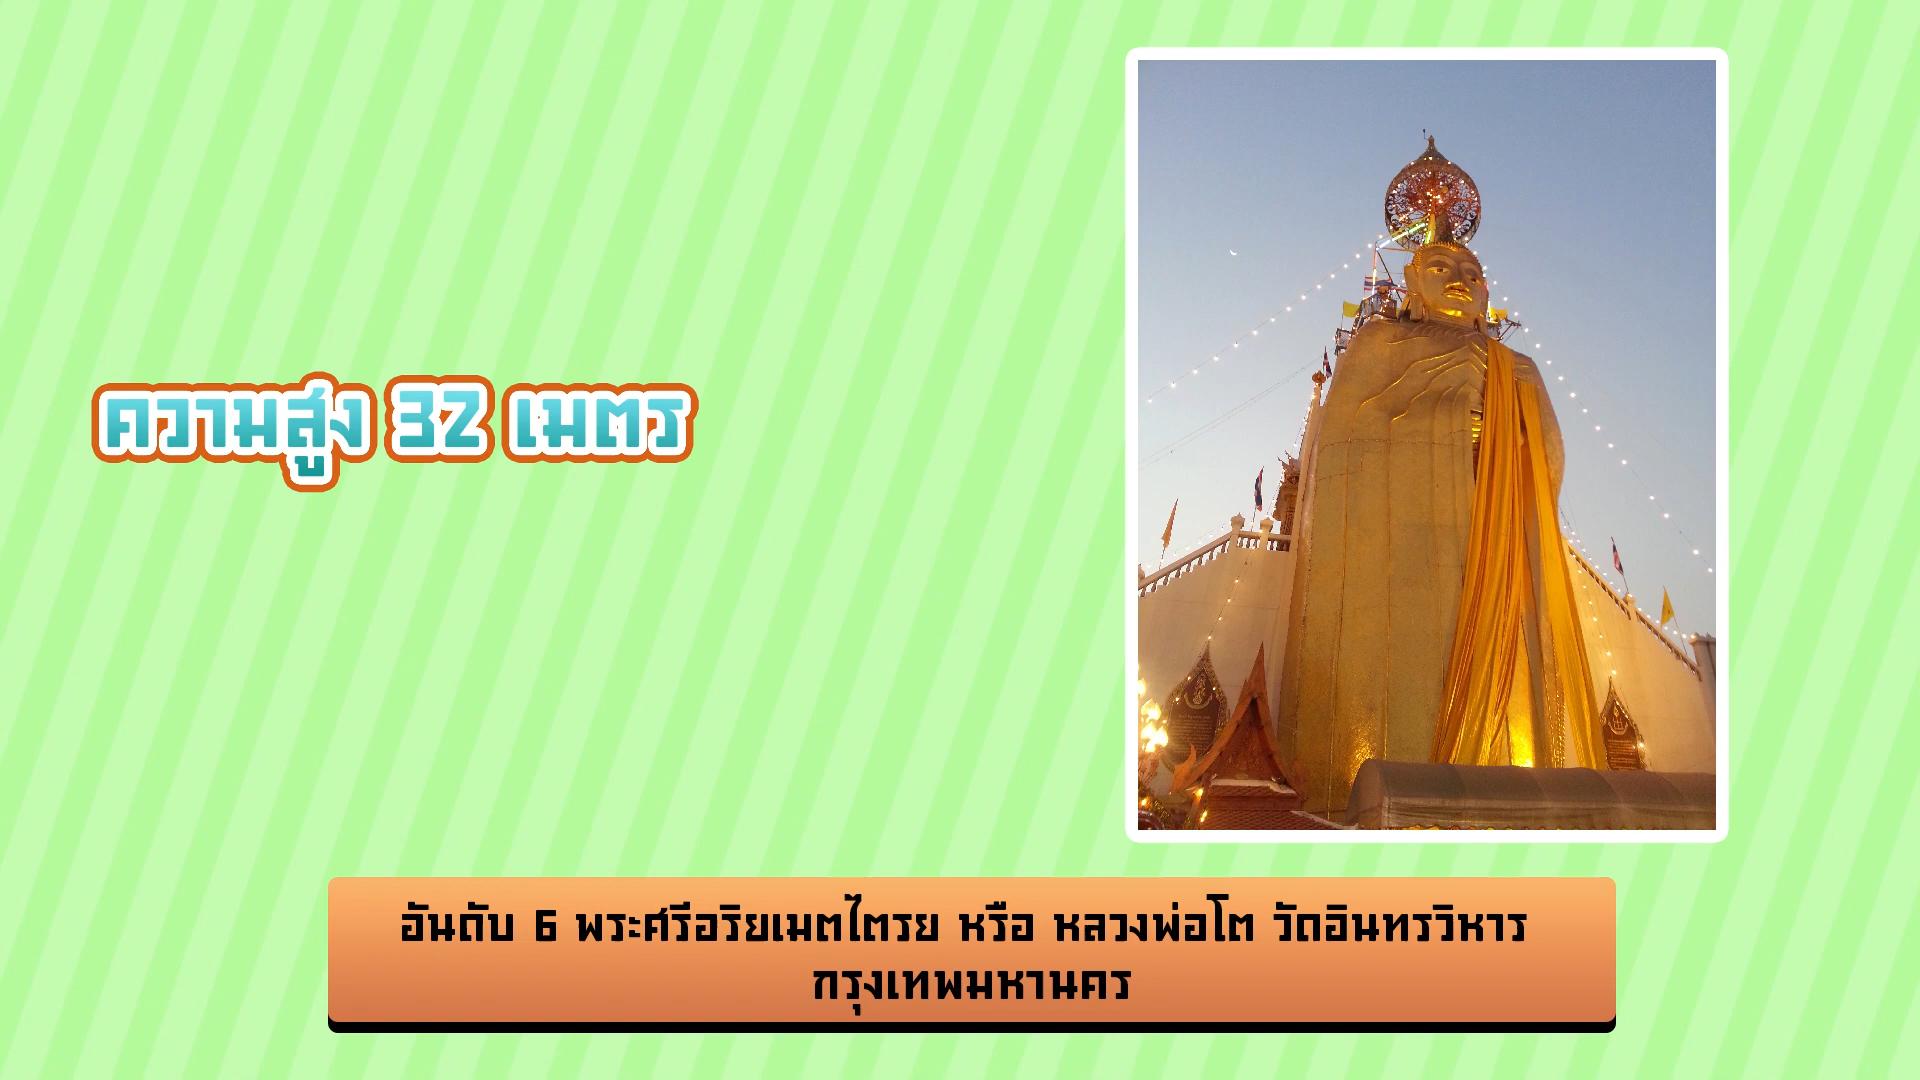 ความสูง 32 เมตร
อันดับ 6 พระศรีอริยเมตไตรย หรือ หลวงพ่อโต วัดอินทรวิหาร
กรุงเทพมหานคร